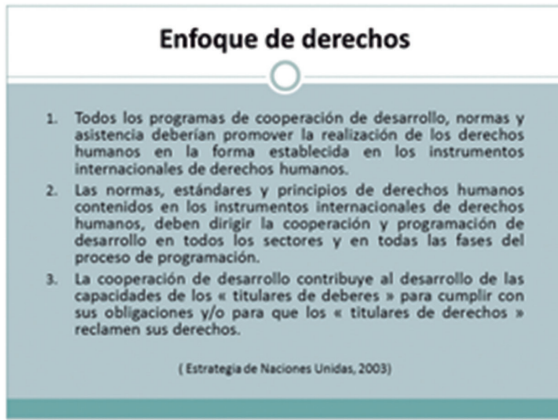 Enfoque de derechos
1. Todos los programas de cooperación de desarrollo, normas y
asistencia deberían promover la realización de los derechos
humanos en la forma establecida en los instrumentos
internacionales de derechos humanos.
2. Las normas, estándares y principios de derechos humanos
contenidos en los instrumentos internacionales de derechos
humanos, deben dirigir la cooperación y programación de
desarrollo en todos los sectores y en todas las fases del
proceso de programación.
3. La cooperación de desarrollo contribuye al desarrollo de las
capacidades de los « titulares de deberes » para cumplir con
sus obligaciones y/o para que los « titulares de derechos »
reclamen sus derechos.
( Estrategia de Naciones Unidas, 2003)